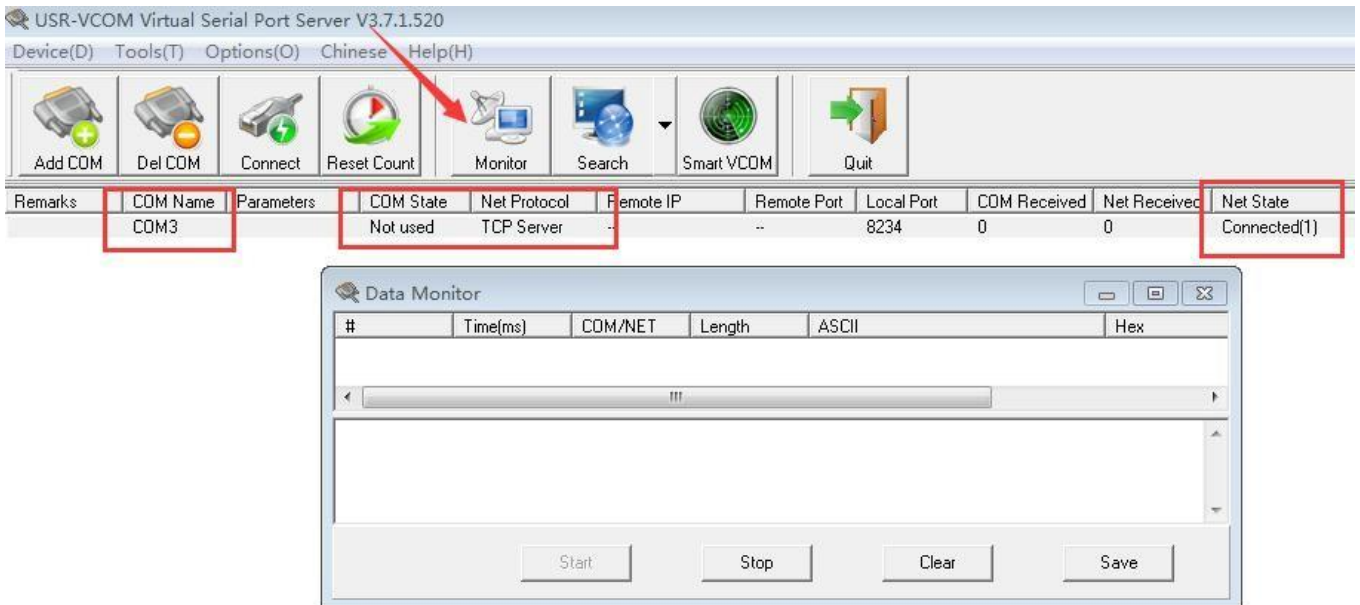 USR-VCOM Virtual Serial Port Server V3.7.1.520
Device(D) Tools(T) Options(O) Chinese Help(H)
Add COM Del COM Connect Reset Count Monitor Search Smart VCOM Quit
Remarks COM Name Parameters COM State Net Protocol Remote IP Remote Port Local Port COM Received Net Received Net State
COM3 Not used TCP Server -- -- 8234 0 0 Connected(1)
Data Monitor
# Time(ms) COM/NET Length ASCII Hex
Start Stop Clear Save